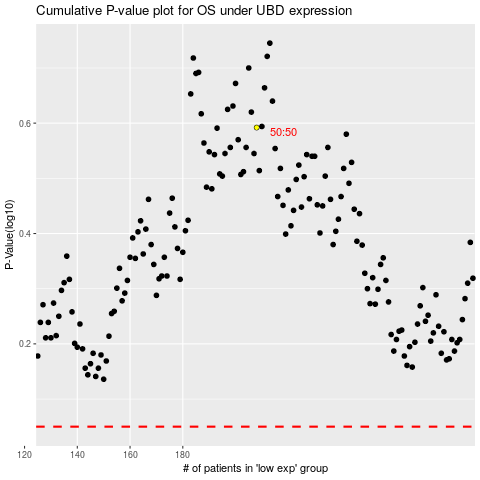 Cumulative P-value plot for OS under UBD expression
P-Value(log10)
0.6
0.4
0.2
50:50
120
140
160
180
# of patients in 'low exp' group